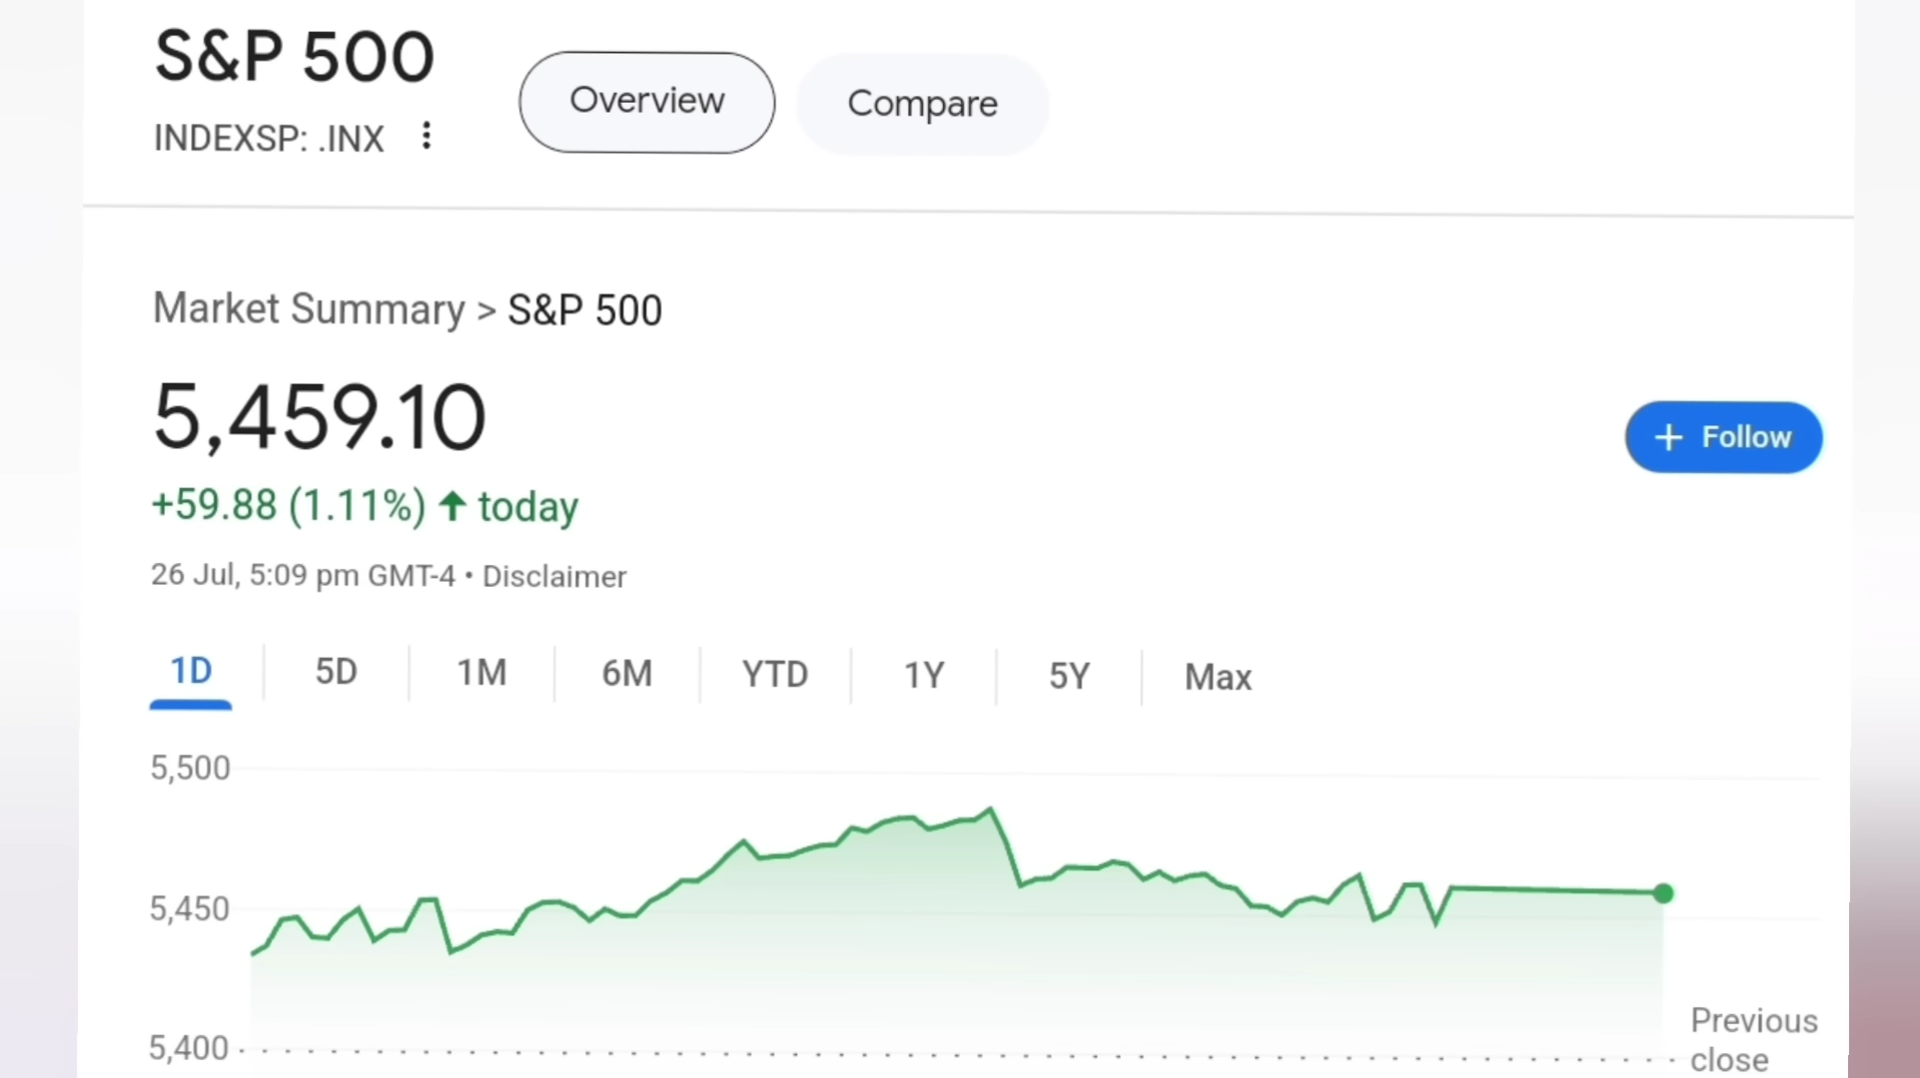 S&P 500
INDEXSP: .INX
Overview
Compare
Market Summary > S&P 500
5,459.10
+59.88 (1.11%) ↑ today
26 Jul, 5:09 pm GMT-4 • Disclaimer
+ Follow
1D 5D 1M 6M YTD 1Y 5Y Max
5,500
5,450
5,400
Previous
close